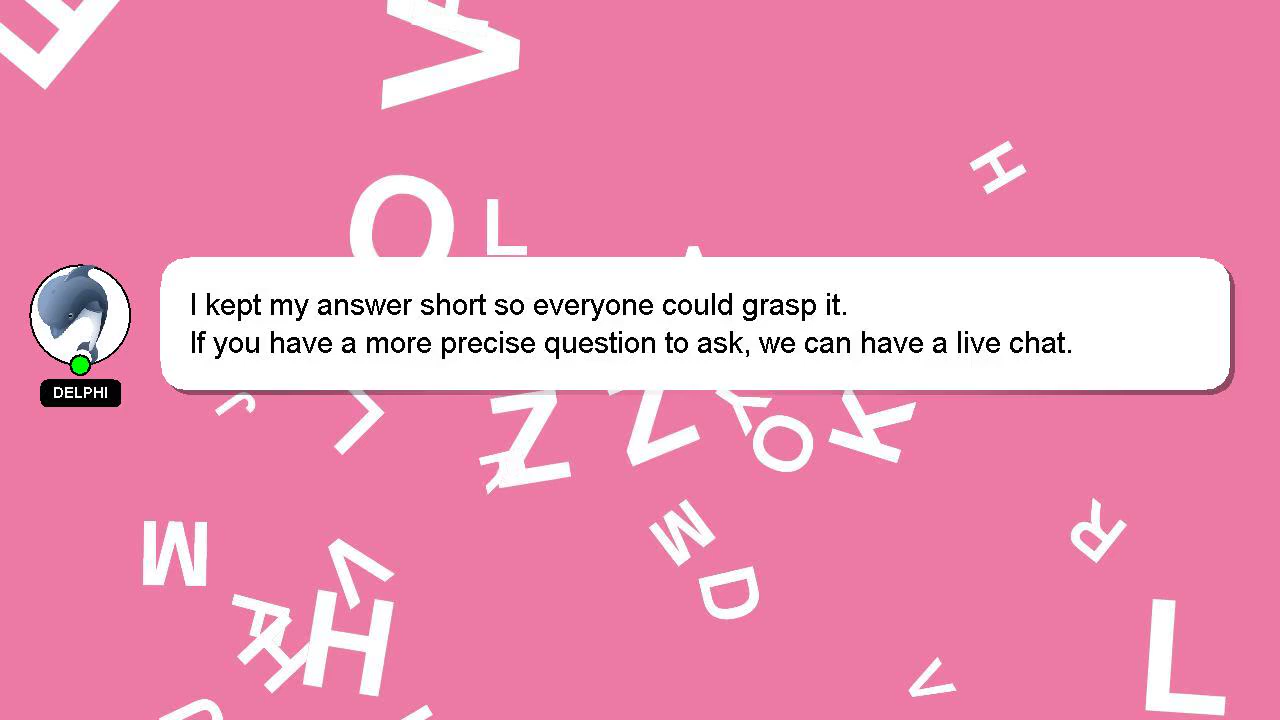 E
V
A
H
O
L
A
I kept my answer short so everyone could grasp it.
If you have a more precise question to ask, we can have a live chat.
DELPHI
J
L
Z
Z
Y
O
K
M
V
M
D
R
H
L
V